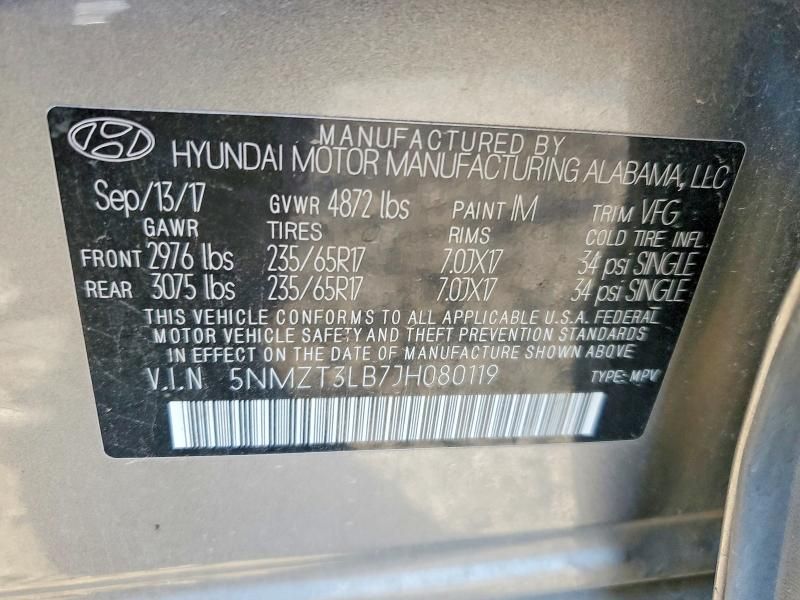 MANUFACTURED BY
HYUNDAI MOTOR MANUFACTURING ALABAMA, LLC
Sep/13/17 GVWR 4872 lbs PAINT IM TRIM VFG
GAWR TIRES RIMS COLD TIRE INFL.
FRONT 2976 lbs 235/65R17 7.0JX17 34 psi SINGLE
REAR 3075 lbs 235/65R17 7.0JX17 34 psi SINGLE
THIS VEHICLE CONFORMS TO ALL APPLICABLE U.S.A. FEDERAL
MOTOR VEHICLE SAFETY AND THEFT PREVENTION STANDARDS
IN EFFECT ON THE DATE OF MANUFACTURE SHOWN ABOVE.
V.I.N 5NMZT3LB7JH080119 TYPE: MPV